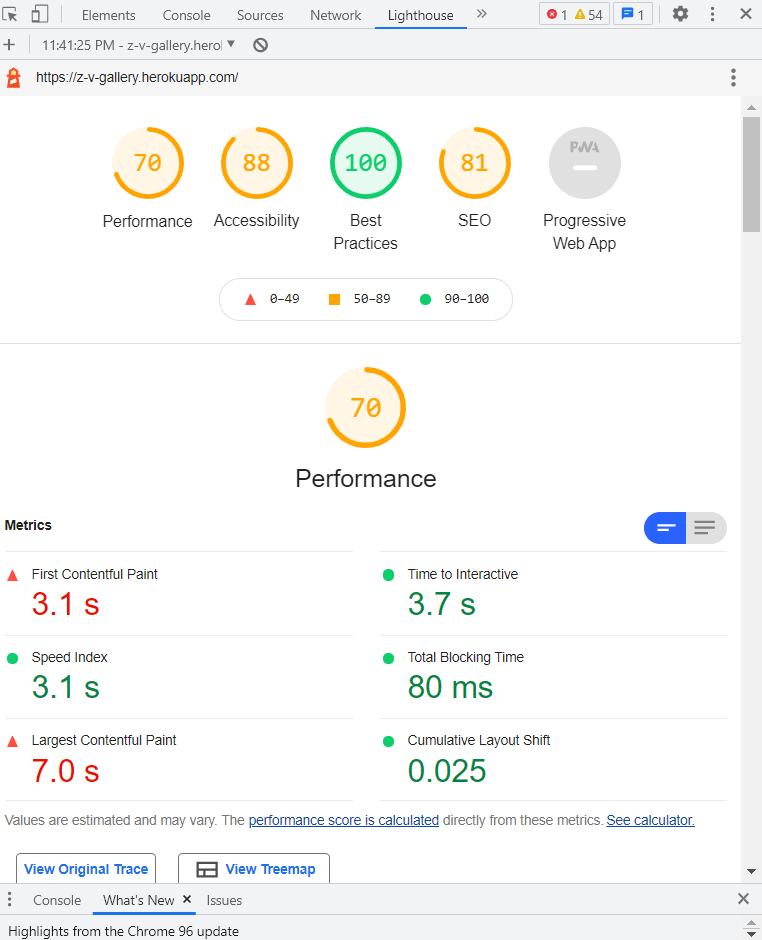 Elements Console Sources Network Lighthouse » 1 54 1
11:41:25 PM - z-v-gallery.herol
https://z-v-gallery.herokuapp.com/
70 88 100 81 PWA
Performance Accessibility Best Practices SEO Progressive Web App
0–49 50–89 90–100
70
Performance
Metrics
First Contentful Paint
3.1 s
Time to Interactive
3.7 s
Speed Index
3.1 s
Total Blocking Time
80 ms
Largest Contentful Paint
7.0 s
Cumulative Layout Shift
0.025
Values are estimated and may vary. The performance score is calculated directly from these metrics. See calculator.
View Original Trace View Treemap
Console What's New Issues
Highlights from the Chrome 96 update